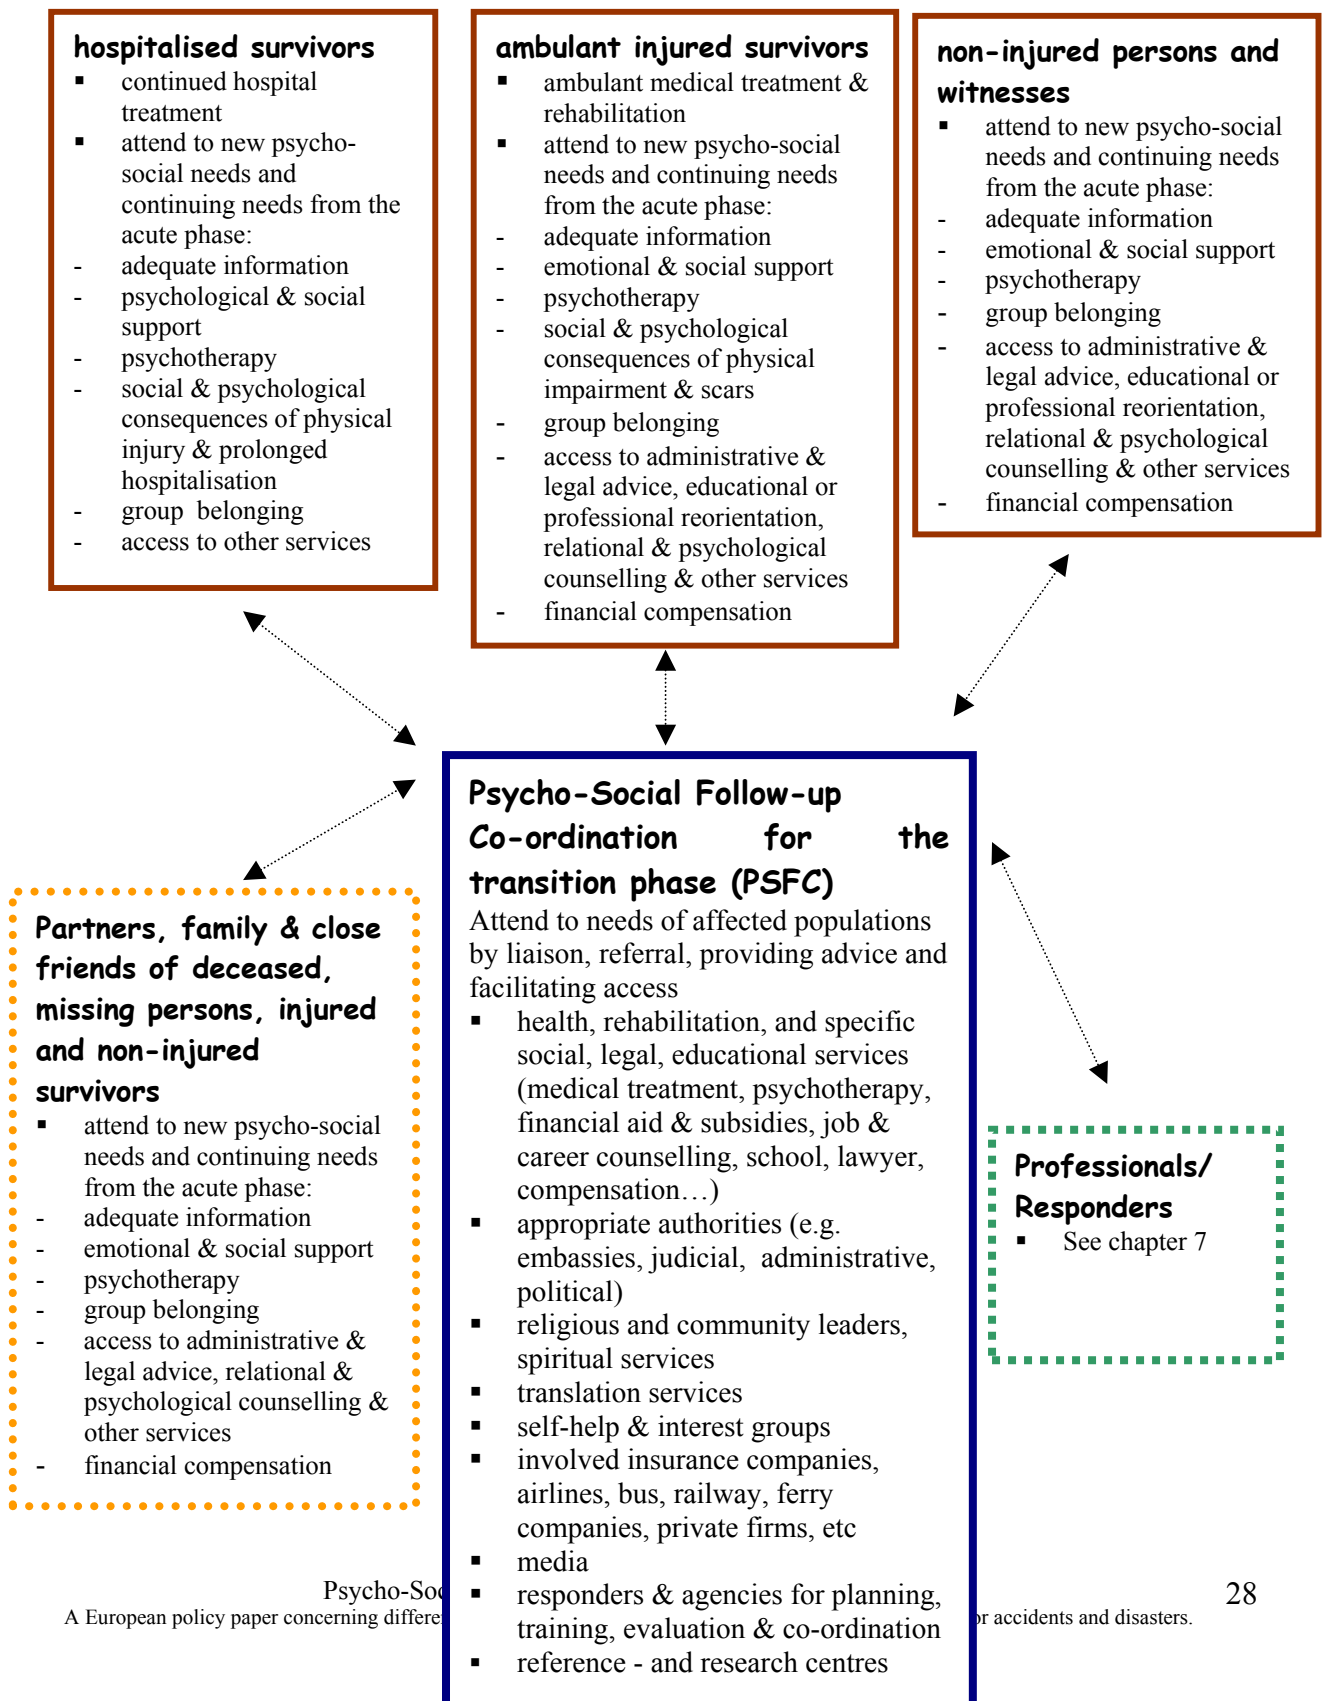 hospitalised survivors
▪ continued hospital
treatment
▪ attend to new psycho-
social needs and
continuing needs from the
acute phase:
- adequate information
- psychological & social
support
- psychotherapy
- social & psychological
consequences of physical
injury & prolonged
hospitalisation
- group belonging
- access to other services
ambulant injured survivors
▪ ambulant medical treatment &
rehabilitation
▪ attend to new psycho-social
needs and continuing needs
from the acute phase:
- adequate information
- emotional & social support
- psychotherapy
- social & psychological
consequences of physical
impairment & scars
- group belonging
- access to administrative &
legal advice, educational or
professional reorientation,
relational & psychological
counselling & other services
- financial compensation
non-injured persons and
witnesses
▪ attend to new psycho-social
needs and continuing needs
from the acute phase:
- adequate information
- emotional & social support
- psychotherapy
- group belonging
- access to administrative &
legal advice, educational or
professional reorientation,
relational & psychological
counselling & other services
- financial compensation
Psycho-Social Follow-up
Co-ordination for the
transition phase (PSFC)
Attend to needs of affected populations
by liaison, referral, providing advice and
facilitating access
▪ health, rehabilitation, and specific
social, legal, educational services
(medical treatment, psychotherapy,
financial aid & subsidies, job &
career counselling, school, lawyer,
compensation…)
▪ appropriate authorities (e.g.
embassies, judicial, administrative,
political)
▪ religious and community leaders,
spiritual services
▪ translation services
▪ self-help & interest groups
▪ involved insurance companies,
airlines, bus, railway, ferry
companies, private firms, etc
▪ media
▪ responders & agencies for planning,
training, evaluation & co-ordination
▪ reference - and research centres
Partners, family & close
friends of deceased,
missing persons, injured
and non-injured
survivors
▪ attend to new psycho-social
needs and continuing needs
from the acute phase:
- adequate information
- emotional & social support
- psychotherapy
- group belonging
- access to administrative &
legal advice, relational &
psychological counselling &
other services
- financial compensation
Professionals/
Responders
▪ See chapter 7
Psycho-Soc 28
A European policy paper concerning differe or accidents and disasters.